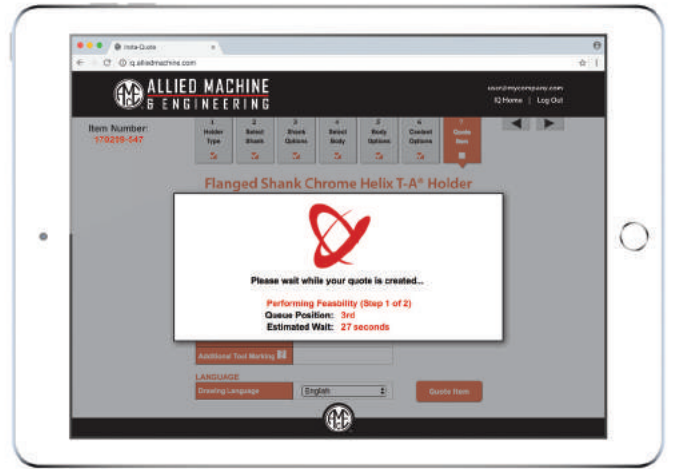 Insta-Quote
iq.alliedmachine.com
ALLIED MACHINE
& ENGINEERING
user@mycompany.com
IQ Home | Log Out
Item Number:
1
Holder
Type
2
Select
Shank
3
Shank
Options
4
Select
Body
5
Body
Options
6
Coolant
Options
7
Quote
Item
Flanged Shank Chrome Helix T-A® Holder
Please wait while your quote is created...
Performing Feasbility (Step 1 of 2)
Queue Position: 3rd
Estimated Wait: 27 seconds
Additional Tool Marking
LANGUAGE
Drawing Language
English
Quote Item